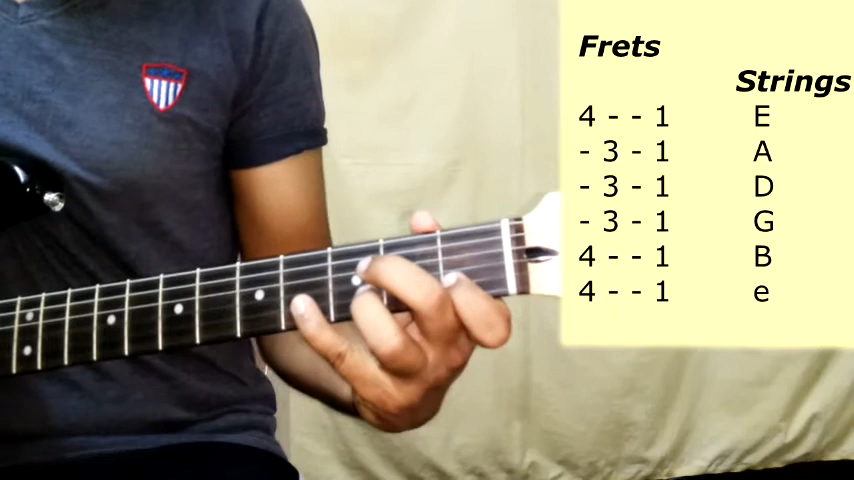 Frets
Strings
4 - - 1 E
- 3 - 1 A
- 3 - 1 D
- 3 - 1 G
4 - - 1 B
4 - - 1 e